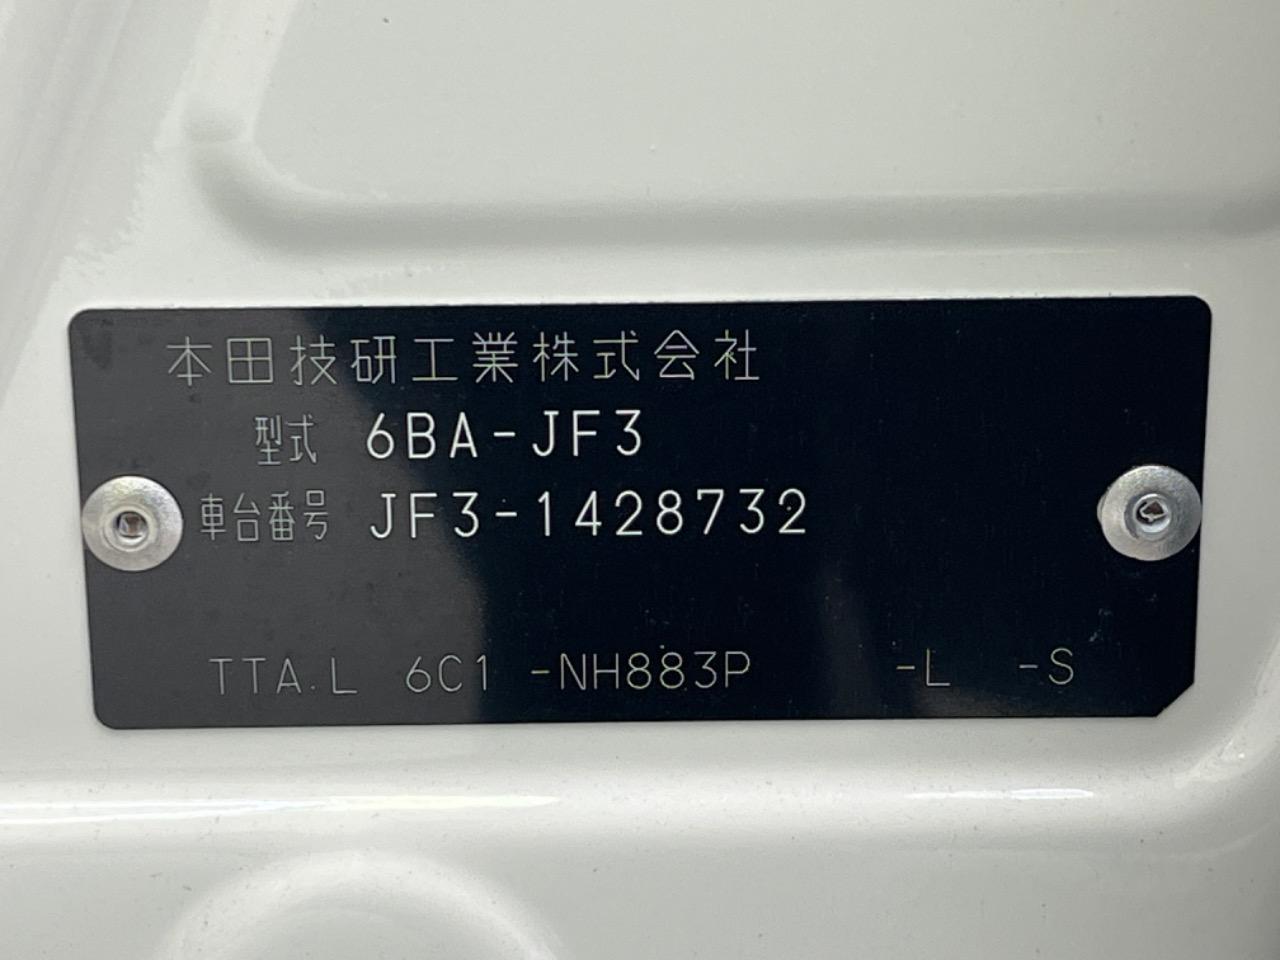 本田技研工業株式会社
型式 6BA-JF3
車台番号 JF3-1428732
TTA.L 6C1 -NH883P -L -S